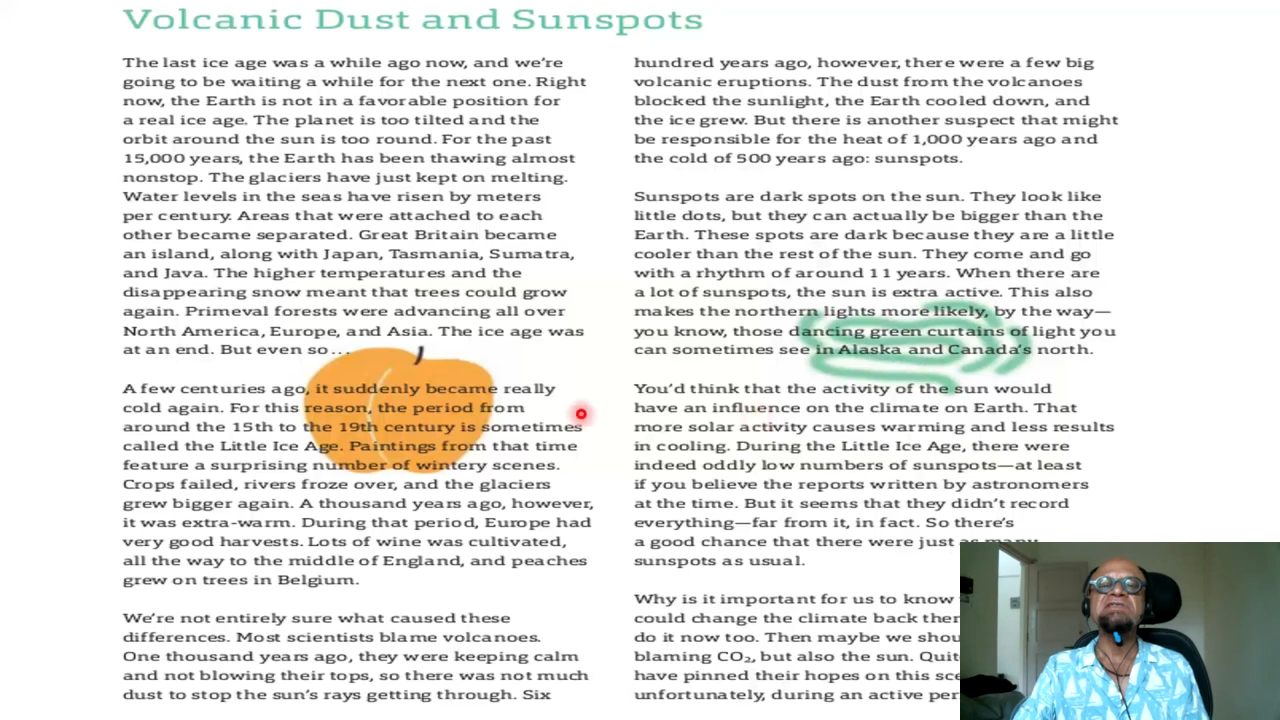 Volcanic Dust and Sunspots
The last ice age was a while ago now, and we're
going to be waiting a while for the next one. Right
now, the Earth is not in a favorable position for
a real ice age. The planet is too tilted and the
orbit around the sun is too round. For the past
15,000 years, the Earth has been thawing almost
nonstop. The glaciers have just kept on melting.
Water levels in the seas have risen by meters
per century. Areas that were attached to each
other became separated. Great Britain became
an island, along with Japan, Tasmania, Sumatra,
and Java. The higher temperatures and the
disappearing snow meant that trees could grow
again. Primeval forests were advancing all over
North America, Europe, and Asia. The ice age was
at an end. But even so...
A few centuries ago, it suddenly became really
cold again. For this reason, the period from
around the 15th to the 19th century is sometimes
called the Little Ice Age. Paintings from that time
feature a surprising number of wintery scenes.
Crops failed, rivers froze over, and the glaciers
grew bigger again. A thousand years ago, however,
it was extra-warm. During that period, Europe had
very good harvests. Lots of wine was cultivated,
all the way to the middle of England, and peaches
grew on trees in Belgium.
We're not entirely sure what caused these
differences. Most scientists blame volcanoes.
One thousand years ago, they were keeping calm
and not blowing their tops, so there was not much
dust to stop the sun's rays getting through. Six
hundred years ago, however, there were a few big
volcanic eruptions. The dust from the volcanoes
blocked the sunlight, the Earth cooled down, and
the ice grew. But there is another suspect that might
be responsible for the heat of 1,000 years ago and
the cold of 500 years ago: sunspots.
Sunspots are dark spots on the sun. They look like
little dots, but they can actually be bigger than the
Earth. These spots are dark because they are a little
cooler than the rest of the sun. They come and go
with a rhythm of around 11 years. When there are
a lot of sunspots, the sun is extra active. This also
makes the northern lights more likely, by the way—
you know, those dancing green curtains of light you
can sometimes see in Alaska and Canada's north.
You'd think that the activity of the sun would
have an influence on the climate on Earth. That
more solar activity causes warming and less results
in cooling. During the Little Ice Age, there were
indeed oddly low numbers of sunspots—at least
if you believe the reports written by astronomers
at the time. But it seems that they didn't record
everything—far from it, in fact. So there's
a good chance that there were just as many
sunspots as usual.
Why is it important for us to know
could change the climate back
do it now too. Then maybe we
blaming CO₂, but also the sun.
have pinned their hopes on this
unfortunately, during an active